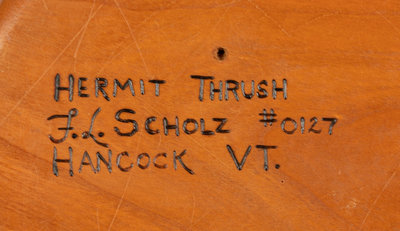 HERMIT THRUSH
F.L. SCHOLZ #0127
HANCOCK VT.